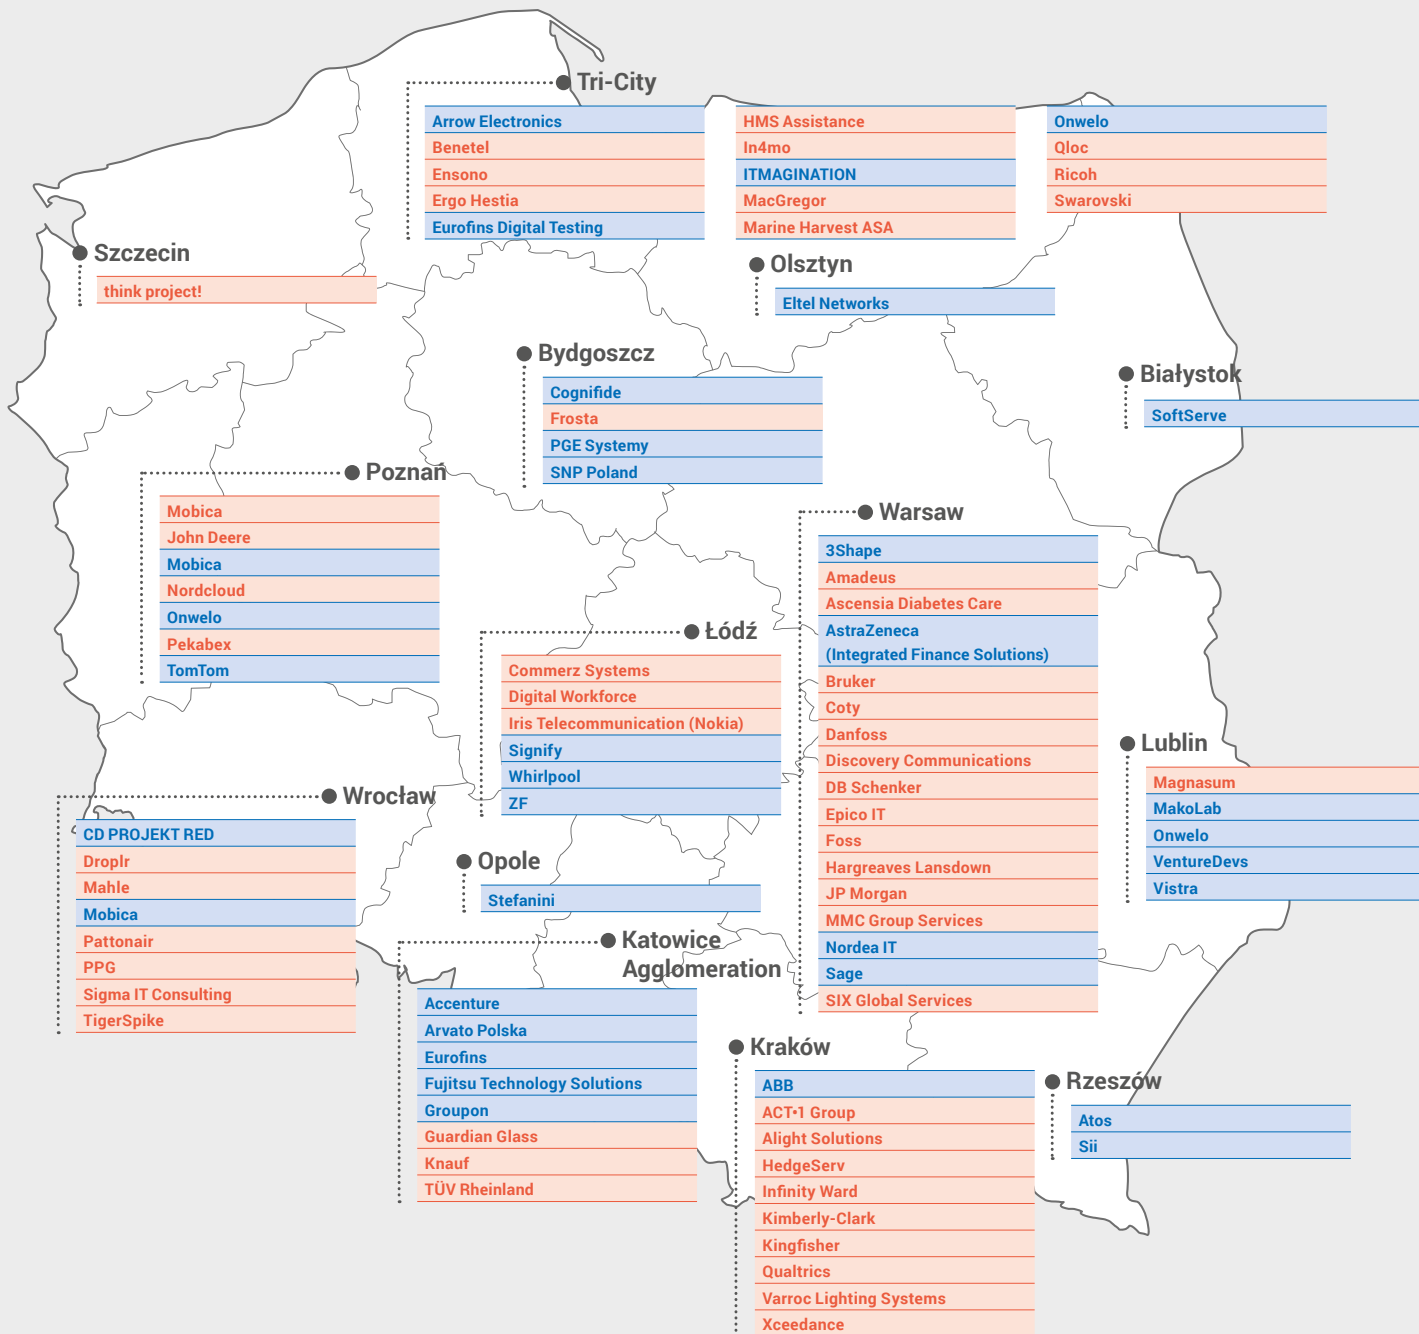 Tri-City
Arrow Electronics
Benetel
Ensono
Ergo Hestia
Eurofins Digital Testing
HMS Assistance
In4mo
ITMAGINATION
MacGregor
Marine Harvest ASA
Onwelo
Qloc
Ricoh
Swarovski
Szczecin
think project!
Olsztyn
Eltel Networks
Bydgoszcz
Cognifide
Frosta
PGE Systemy
SNP Poland
Białystok
SoftServe
Poznań
Mobica
John Deere
Mobica
Nordcloud
Onwelo
Pekabex
TomTom
Warsaw
3Shape
Amadeus
Ascensia Diabetes Care
AstraZeneca
(Integrated Finance Solutions)
Bruker
Coty
Danfoss
Discovery Communications
DB Schenker
Epico IT
Foss
Hargreaves Lansdown
JP Morgan
MMC Group Services
Nordea IT
Sage
SIX Global Services
Łódź
Commerz Systems
Digital Workforce
Iris Telecommunication (Nokia)
Signify
Whirlpool
ZF
Lublin
Magnasum
MakoLab
Onwelo
VentureDevs
Vistra
Wrocław
CD PROJEKT RED
Droplr
Mahle
Mobica
Pattonair
PPG
Sigma IT Consulting
TigerSpike
Opole
Stefanini
Katowice
Agglomeration
Accenture
Arvato Polska
Eurofins
Fujitsu Technology Solutions
Groupon
Guardian Glass
Knauf
TÜV Rheinland
Kraków
ABB
ACT•1 Group
Alight Solutions
HedgeServ
Infinity Ward
Kimberly-Clark
Kingfisher
Qualtrics
Varroc Lighting Systems
Xceedance
Rzeszów
Atos
Sii